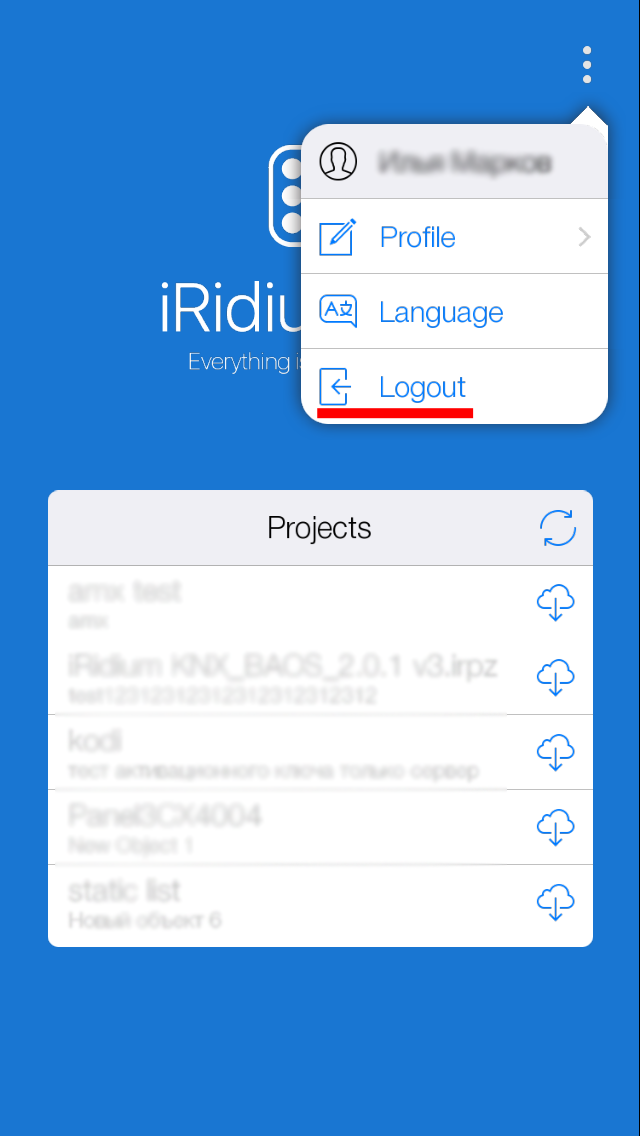 Илья Марков
Profile
Language
Logout
iRidiu
Everything is
Projects
amx test
amx
iRidium KNX_BAOS_2.0.1 v3.irpz
kodi
тест активационного ключа только сервер
Panel3CX4004
New Object 1
static list
Новый объект 6